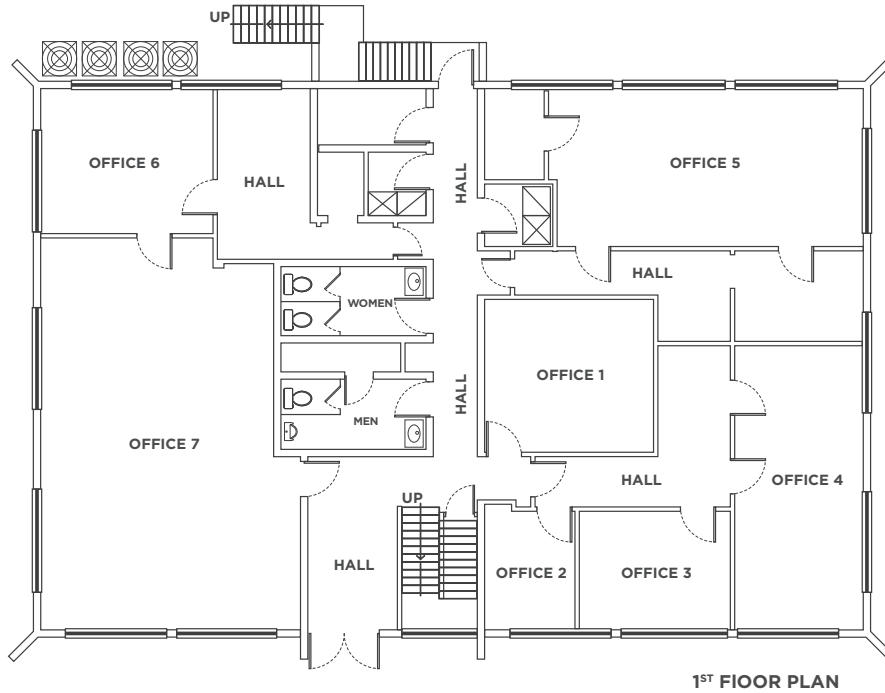 UP
OFFICE 6
HALL
HALL
OFFICE 5
HALL
WOMEN
OFFICE 1
HALL
MEN
OFFICE 7
HALL
OFFICE 4
UP
HALL
OFFICE 2
OFFICE 3
1ST FIOOR PLAN